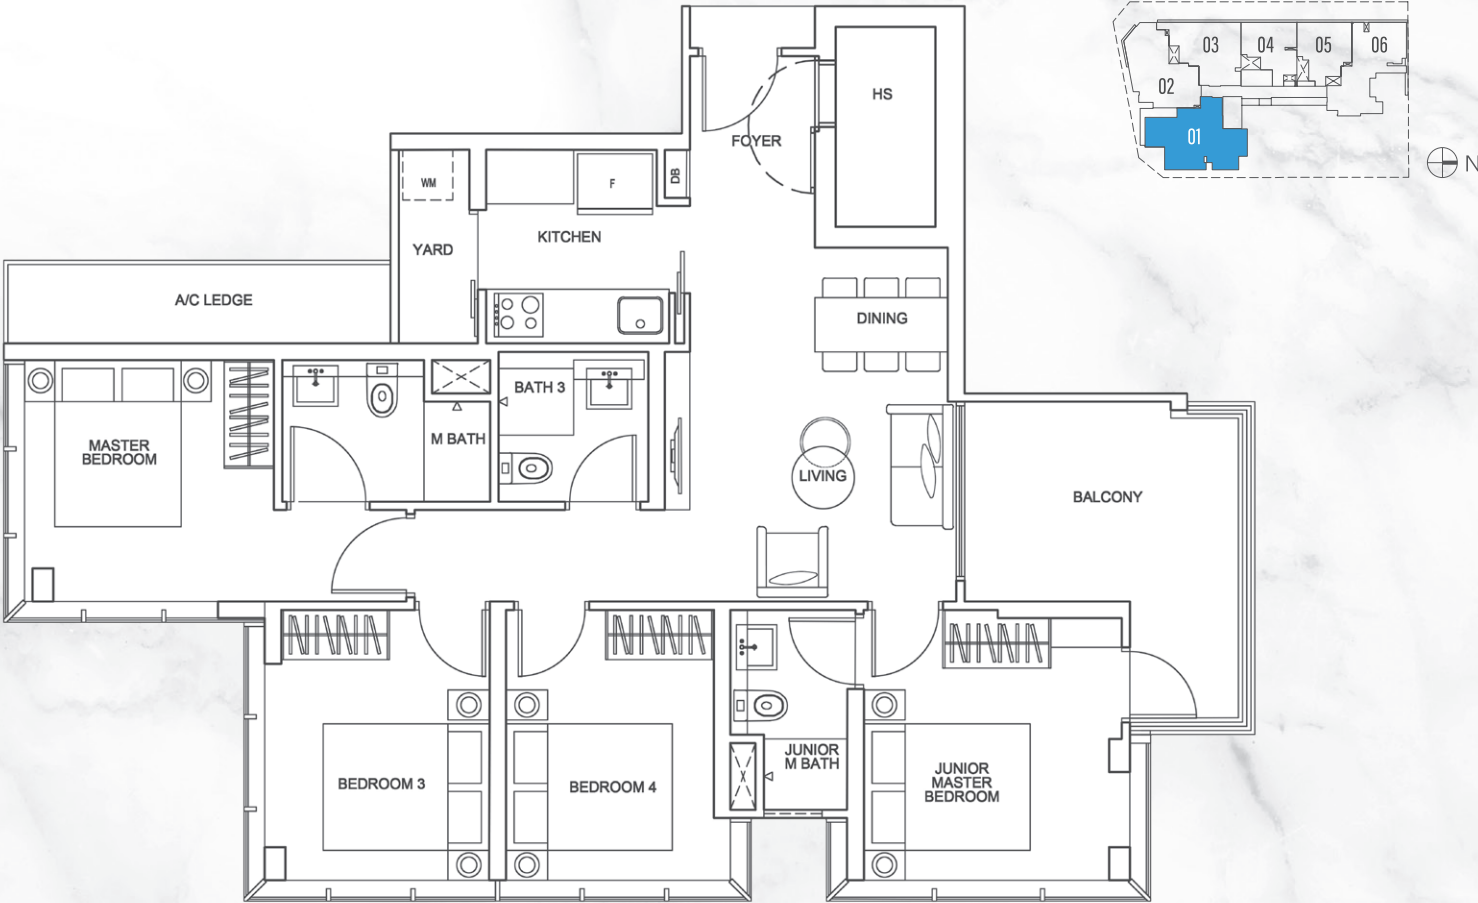 03
04
05
06
02
01
N
HS
FOYER
DB
WM
F
YARD
KITCHEN
A/C LEDGE
DINING
BATH 3
M BATH
MASTER
BEDROOM
LIVING
BALCONY
BEDROOM 3
BEDROOM 4
JUNIOR
M BATH
JUNIOR
MASTER
BEDROOM